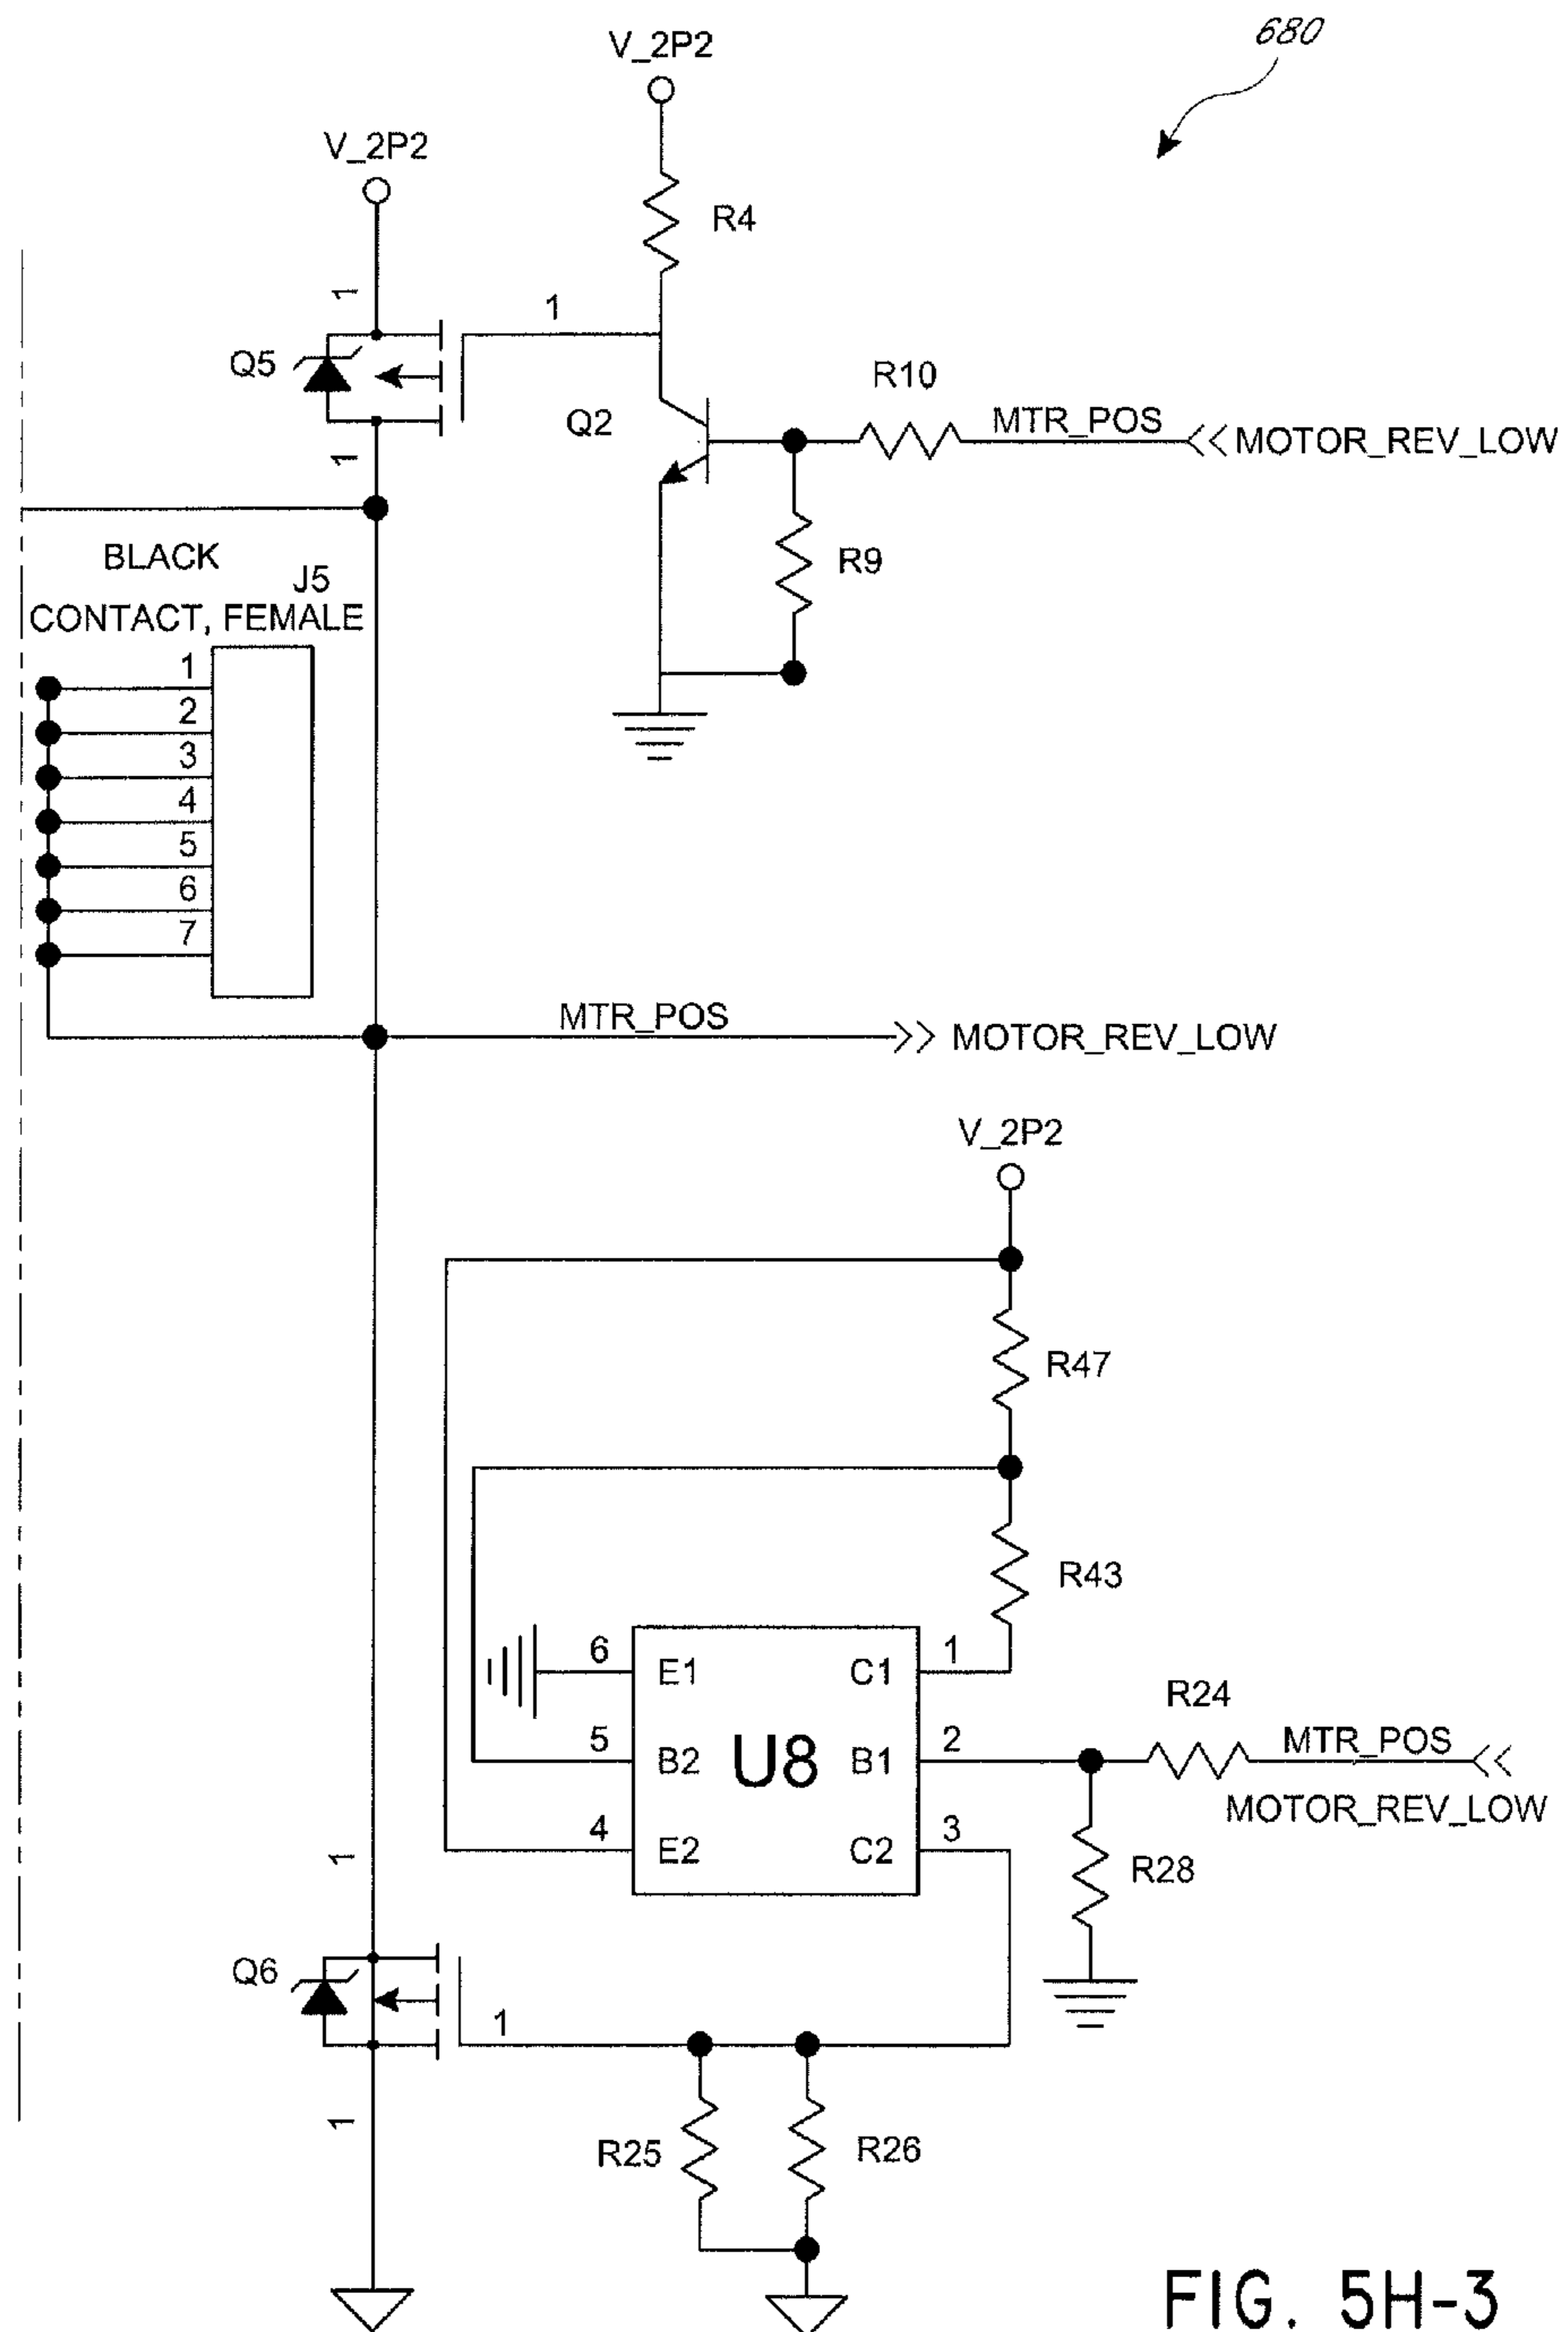 680
V_2P2
V_2P2
R4
1
1
Q5
R10
Q2
MTR_POS
MOTOR_REV_LOW
1
R9
BLACK
J5
CONTACT, FEMALE
1
2
3
4
5
6
7
MTR_POS
MOTOR_REV_LOW
V_2P2
R47
R43
6 E1 C1 1
R24
5 B2 U8 B1 2
MTR_POS
MOTOR_REV_LOW
4 E2 C2 3
1
R28
Q6
1
1
R25
R26
FIG. 5H-3